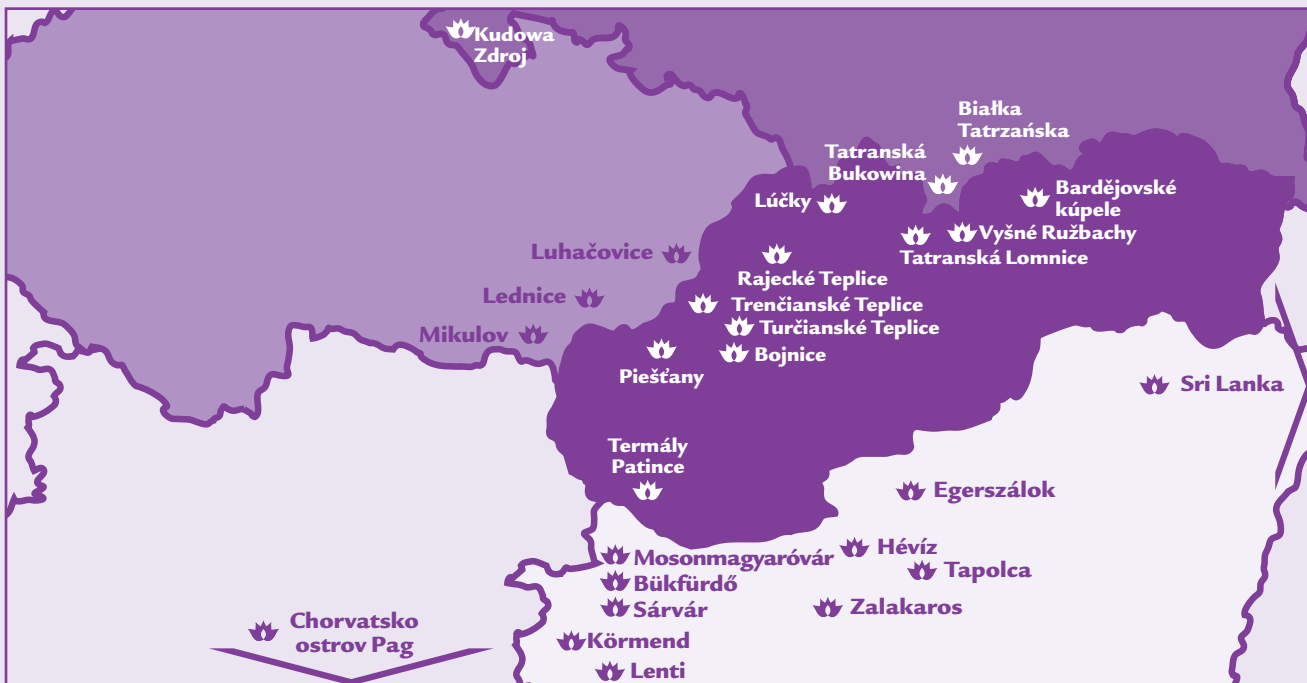 Kudowa
Zdroj
Białka
Tatrzańska
Tatranská
Bukowina
Bardějovské
kúpele
Lúčky
Vyšné Ružbachy
Tatranská Lomnice
Luhačovice
Rajecké Teplice
Lednice
Trenčianské Teplice
Turčianské Teplice
Mikulov
Bojnice
Piešťany
Sri Lanka
Termály
Patince
Egerszálok
Mosonmagyaróvár
Hévíz
Tapolca
Bükfürdő
Sárvár
Zalakaros
Chorvatsko
ostrov Pag
Körmend
Lenti